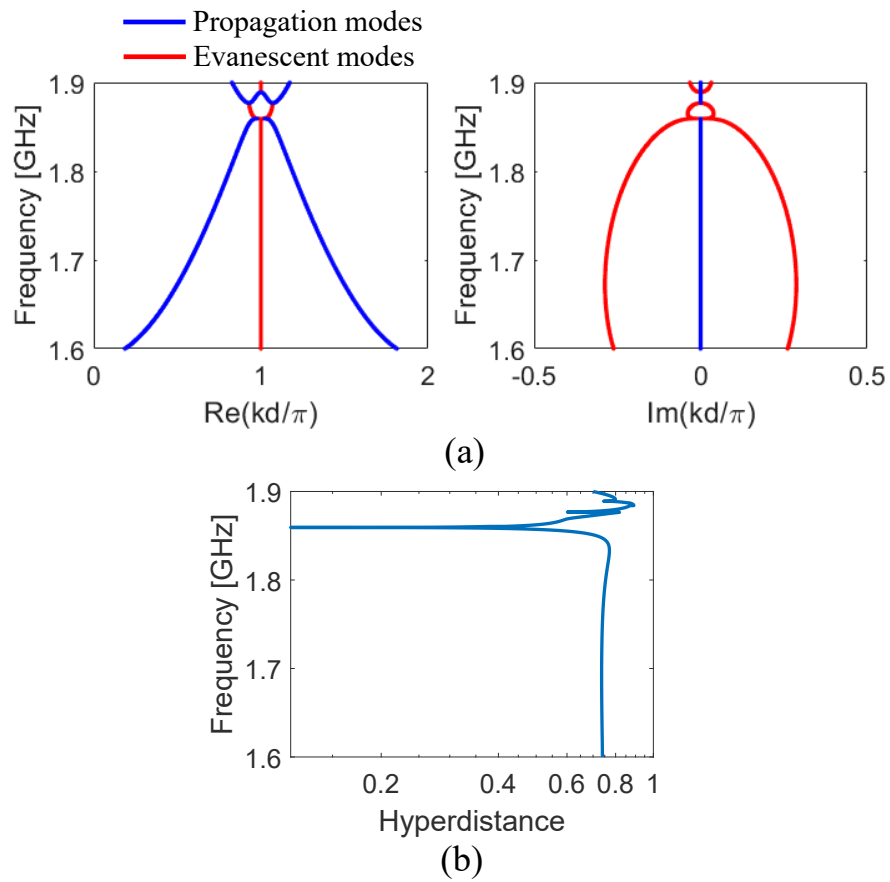 Propagation modes
Evanescent modes
Frequency [GHz]
1.9
1.8
1.7
1.6
0 1 2
Re(kd/π)
Frequency [GHz]
1.9
1.8
1.7
1.6
-0.5 0 0.5
Im(kd/π)
(a)
Frequency [GHz]
1.9
1.8
1.7
1.6
0.2 0.4 0.6 0.8 1
Hyperdistance
(b)